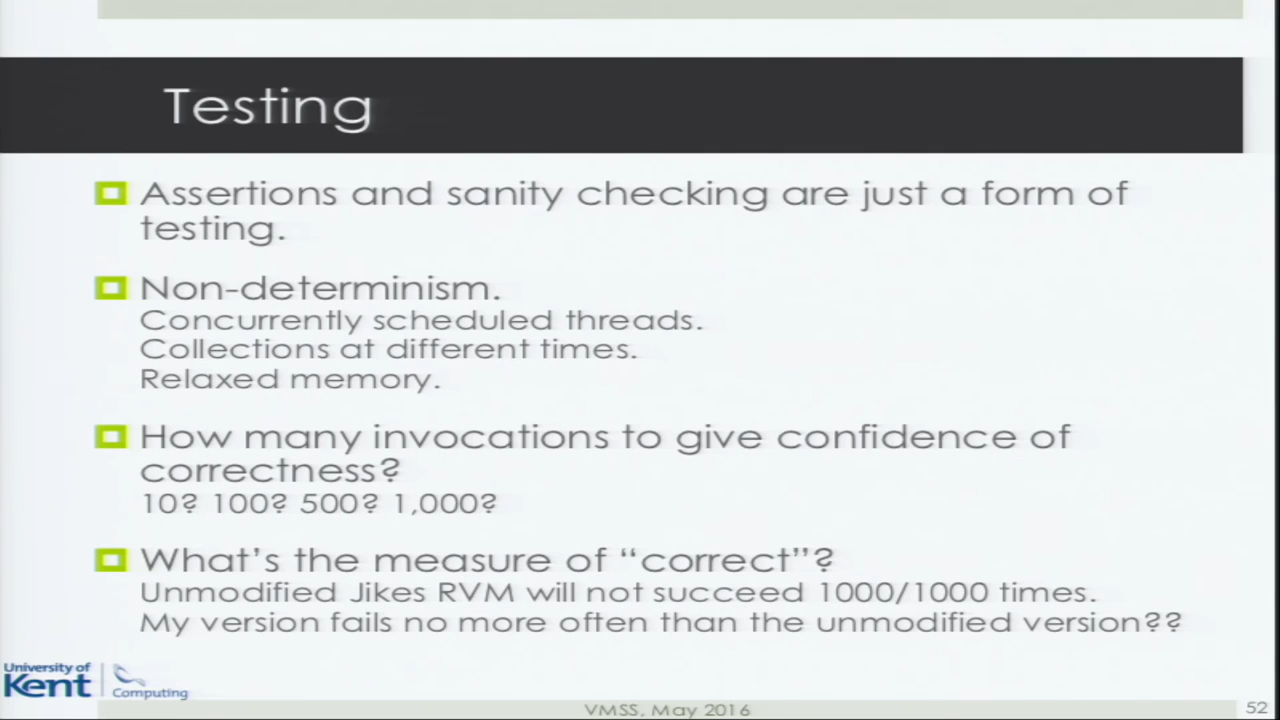 Testing
Assertions and sanity checking are just a form of
testing.
Non-determinism.
Concurrently scheduled threads.
Collections at different times.
Relaxed memory.
How many invocations to give confidence of
correctness?
10? 100? 500? 1,000?
What's the measure of “correct”?
Unmodified Jikes RVM will not succeed 1000/1000 times.
My version fails no more often than the unmodified version??
University of
Kent
Computing
VMSS, May 2016
52